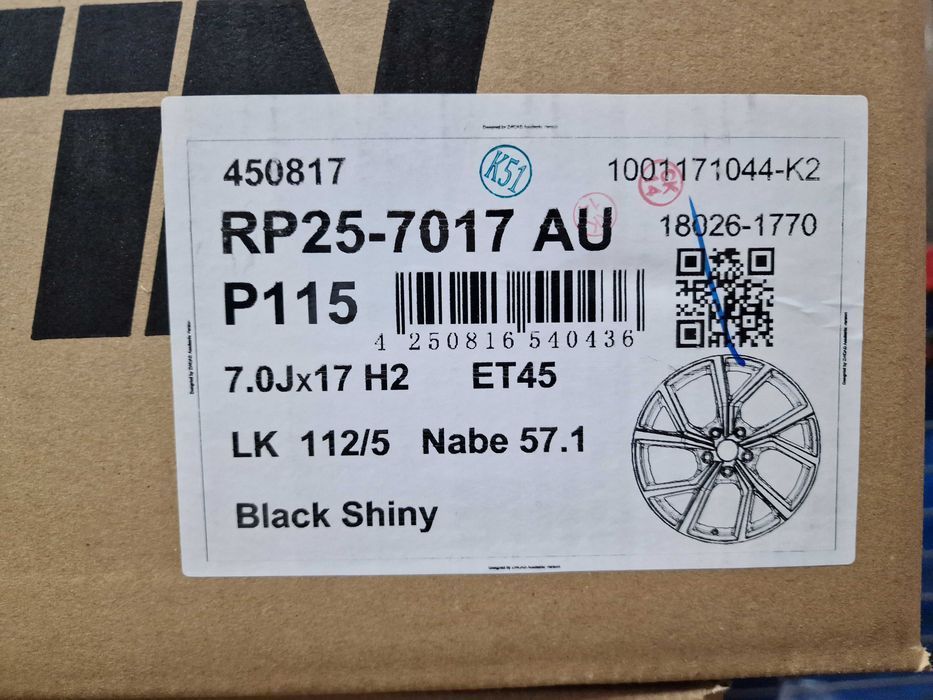 450817
K51
1001171044-K2
RP25-7017 AU
18026-1770
P115
4 250816 540436
7.0Jx17 H2 ET45
LK 112/5 Nabe 57.1
Black Shiny